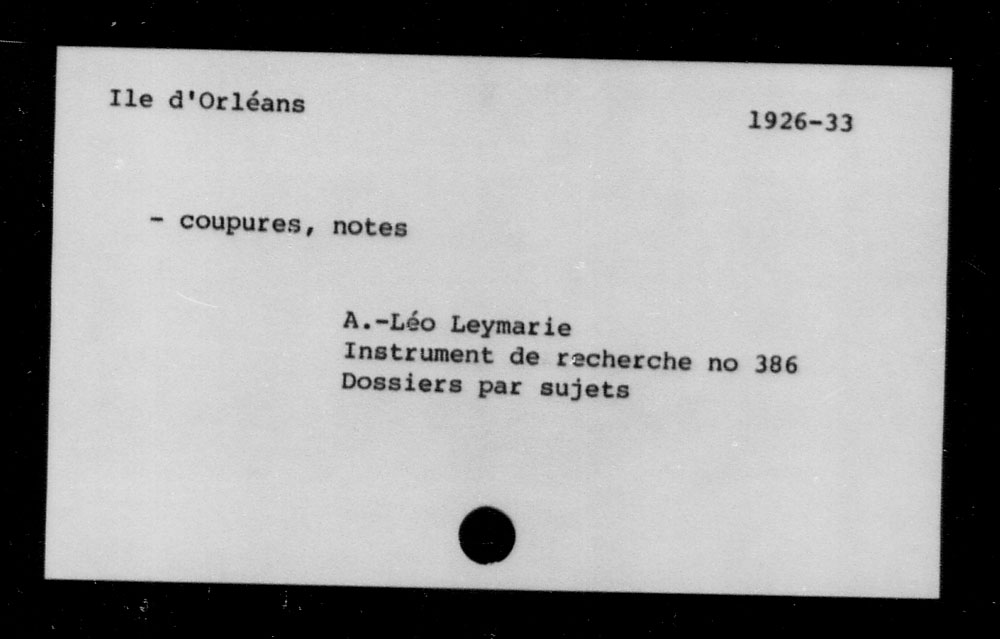 Ile d'Orléans
1926-33
- coupures, notes
A.-Léo Leymarie
Instrument de recherche no 386
Dossiers par sujets